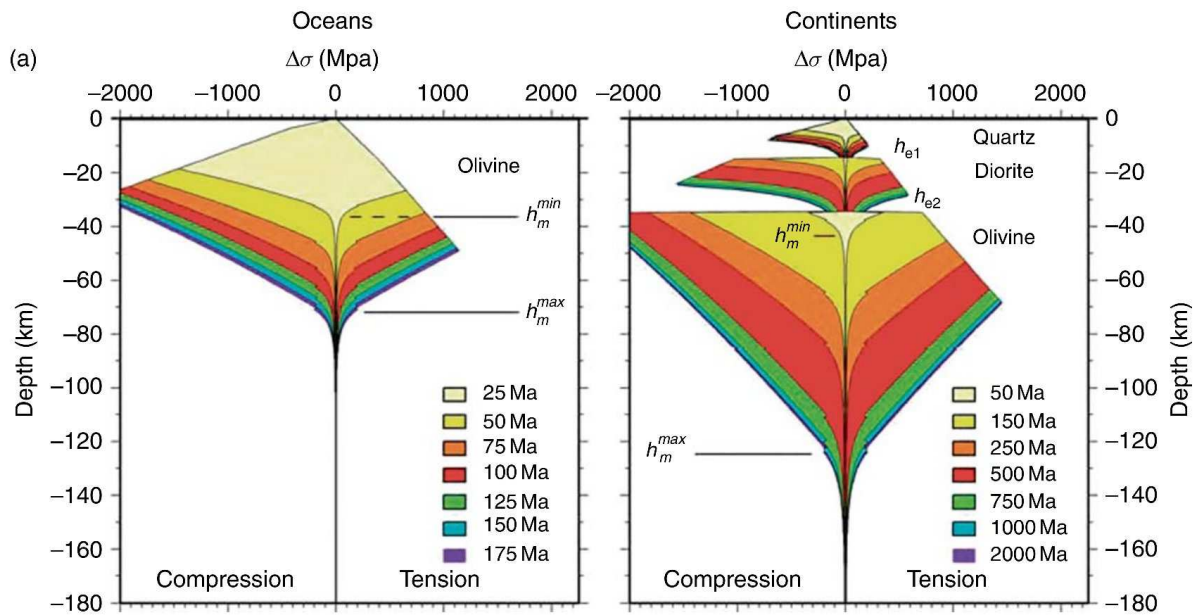 Oceans
Continents
(a)
Δσ (Mpa)
Δσ (Mpa)
−2000 −1000 0 1000 2000
−2000 −1000 0 1000 2000
Depth (km)
0
−20
−40
−60
−80
−100
−120
−140
−160
−180
Olivine
h_m^min
h_m^max
25 Ma
50 Ma
75 Ma
100 Ma
125 Ma
150 Ma
175 Ma
Compression
Tension
Quartz
h_e1
Diorite
h_e2
h_m^min
Olivine
h_m^max
50 Ma
150 Ma
250 Ma
500 Ma
750 Ma
1000 Ma
2000 Ma
Compression
Tension
0
−20
−40
−60
−80
−100
−120
−140
−160
−180
Depth (km)